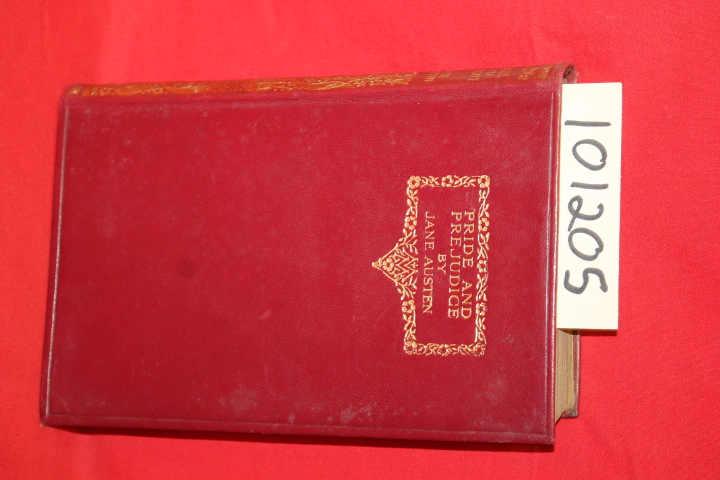 PRIDE AND
PREJUDICE
BY
JANE AUSTEN
101205